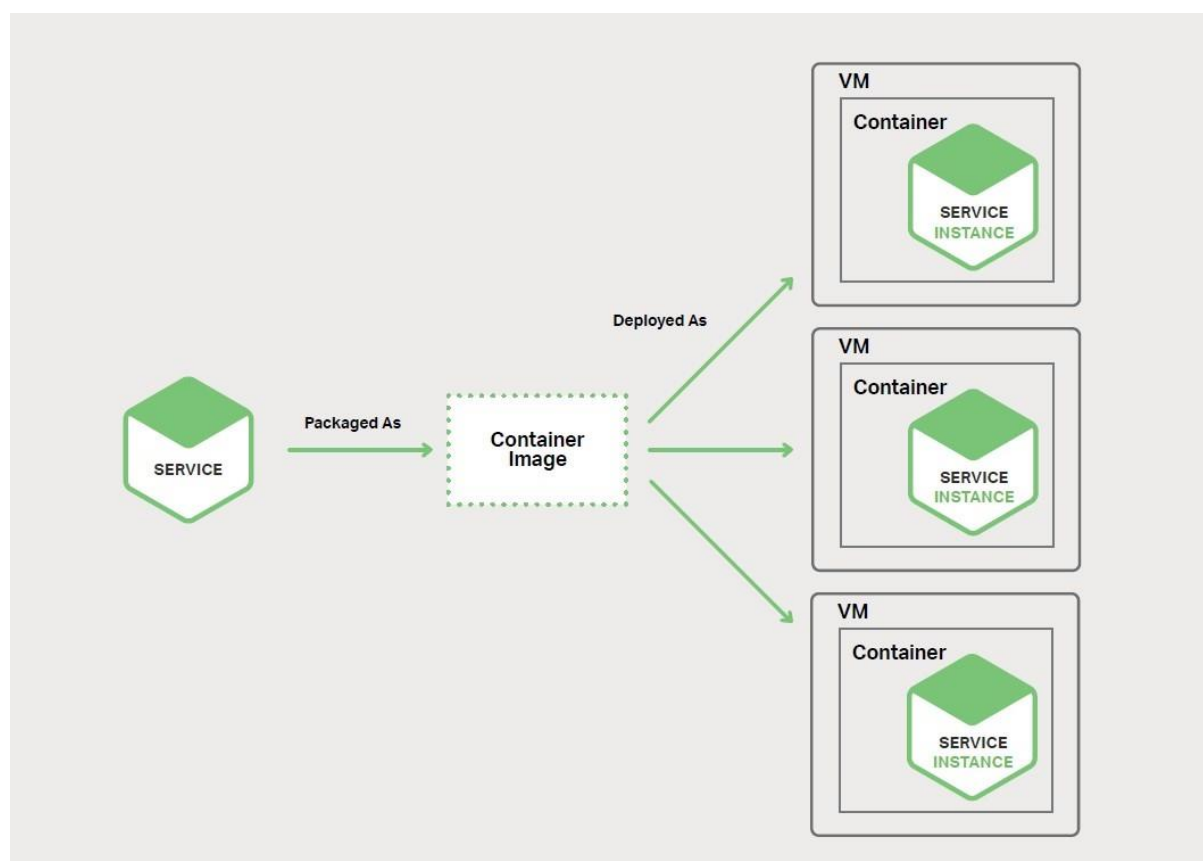 SERVICE
Packaged As
Container
Image
Deployed As
VM
Container
SERVICE
INSTANCE
VM
Container
SERVICE
INSTANCE
VM
Container
SERVICE
INSTANCE